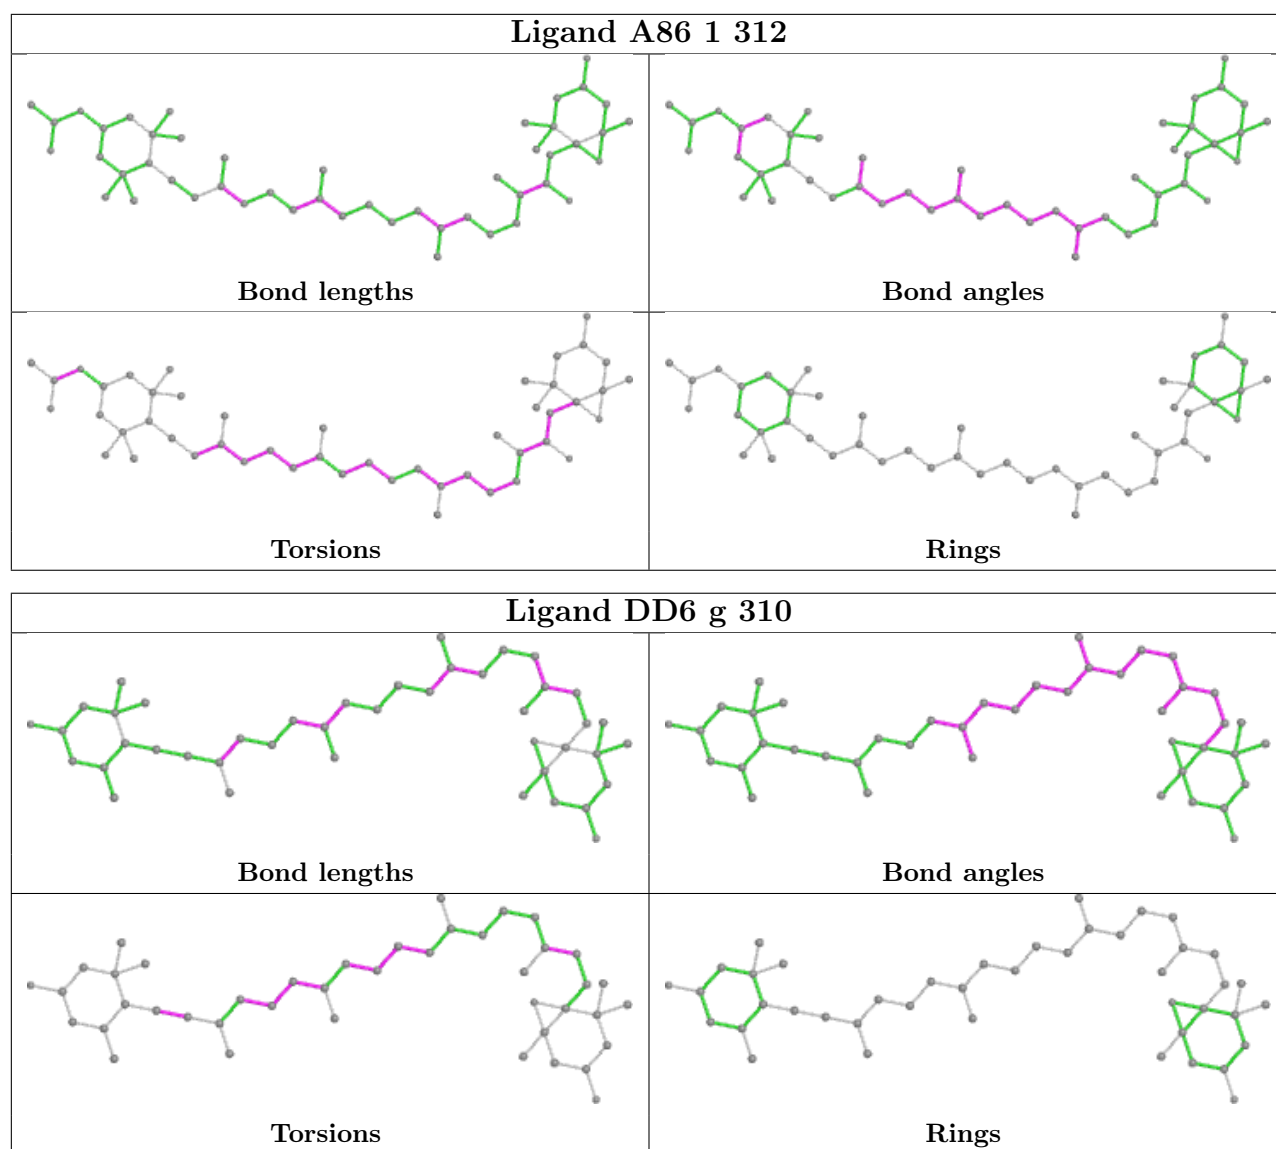 Ligand A86 1 312
Bond lengths
Bond angles
Torsions
Rings
Ligand DD6 g 310
Bond lengths
Bond angles
Torsions
Rings